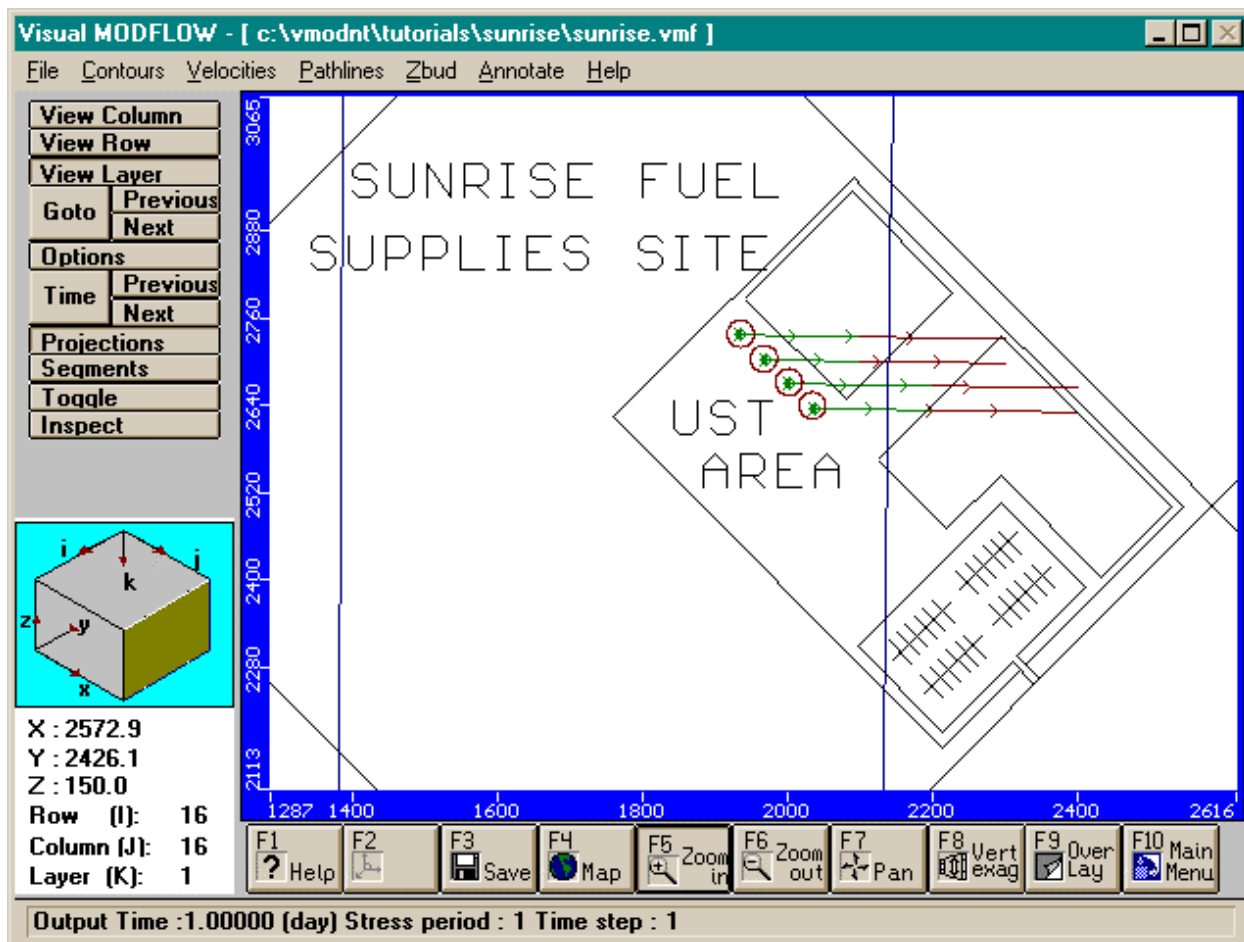 Visual MODFLOW - [ c:\vmodnt\tutorials\sunrise\sunrise.vmf ]
File Contours Velocities Pathlines Zbud Annotate Help
View Column
View Row
View Layer
Goto Previous
Next
Options
Time Previous
Next
Projections
Segments
Toggle
Inspect
i j
k
z y
x
X : 2572.9
Y : 2426.1
Z : 150.0
Row (I): 16
Column (J): 16
Layer (K): 1
3065
2880
2760
2640
2520
2400
2280
2113
SUNRISE FUEL
SUPPLIES SITE
UST
AREA
1287 1400 1600 1800 2000 2200 2400 2616
F1 ? Help
F2
F3 Save
F4 Map
F5 Zoom in
F6 Zoom out
F7 Pan
F8 Vert exag
F9 Over Lay
F10 Main Menu
Output Time :1.00000 (day) Stress period : 1 Time step : 1